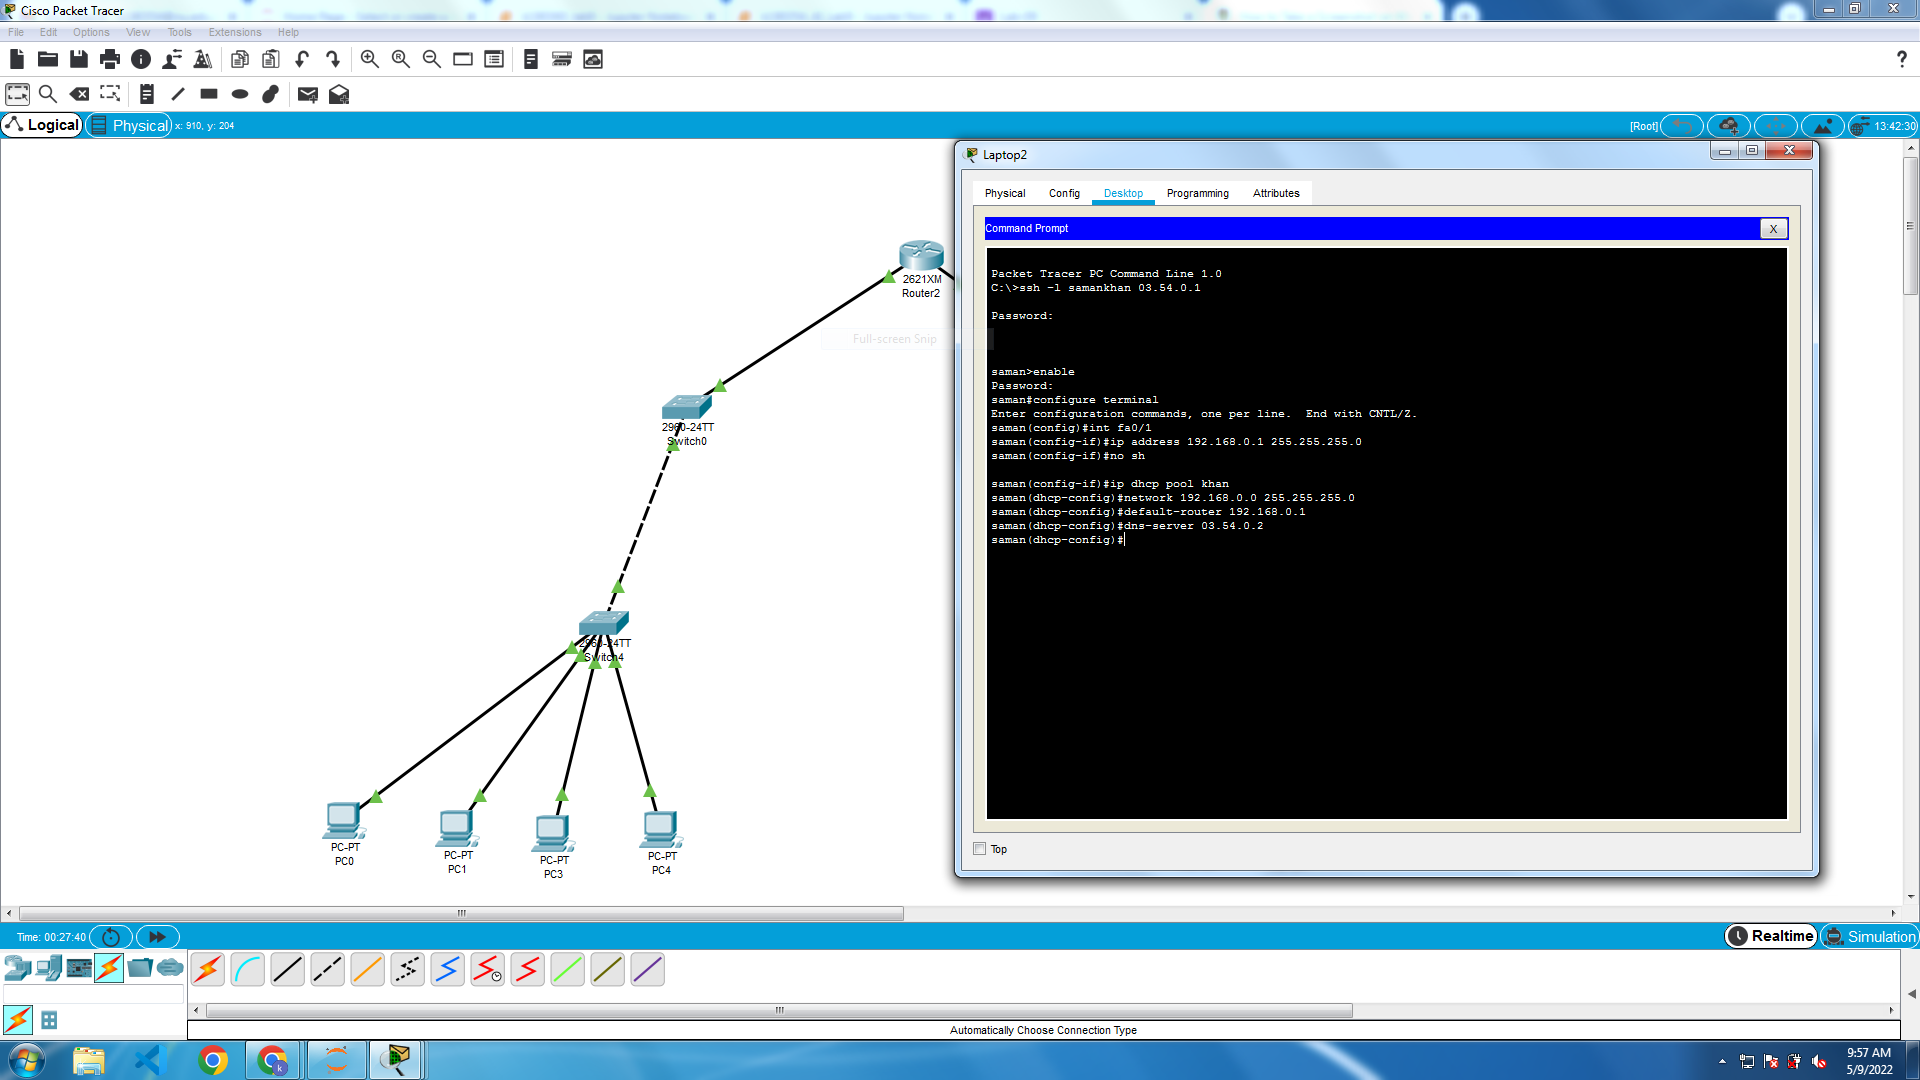 Cisco Packet Tracer
File Edit Options View Tools Extensions Help
Logical
Physical
x: 910, y: 204
[Root]
13:42:30
2621XM
Router2
Full-screen Snip
2960-24TT
Switch0
2960-24TT
Switch4
PC-PT
PC0
PC-PT
PC1
PC-PT
PC3
PC-PT
PC4
Laptop2
Physical Config Desktop Programming Attributes
Command Prompt
X
Packet Tracer PC Command Line 1.0
C:\>ssh -l samankhan 03.54.0.1
Password:
saman>enable
Password:
saman#configure terminal
Enter configuration commands, one per line.  End with CNTL/Z.
saman(config)#int fa0/1
saman(config-if)#ip address 192.168.0.1 255.255.255.0
saman(config-if)#no sh
saman(config-if)#ip dhcp pool khan
saman(dhcp-config)#network 192.168.0.0 255.255.255.0
saman(dhcp-config)#default-router 192.168.0.1
saman(dhcp-config)#dns-server 03.54.0.2
saman(dhcp-config)#
Top
Time: 00:27:40
Realtime
Simulation
Automatically Choose Connection Type
9:57 AM
5/9/2022